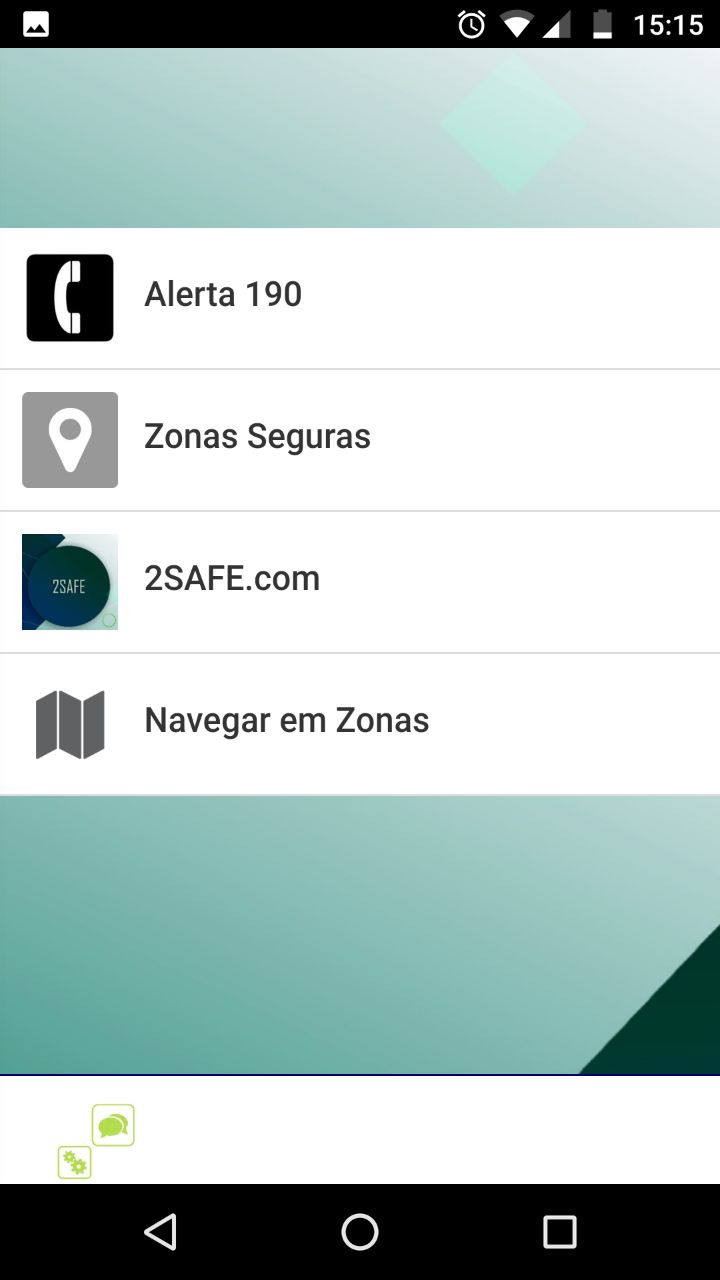 15:15
Alerta 190
Zonas Seguras
2SAFE
2SAFE.com
Navegar em Zonas